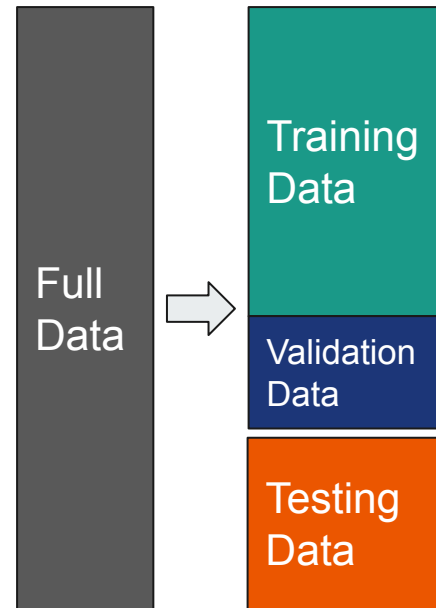 Full
Data
Training
Data
Validation
Data
Testing
Data